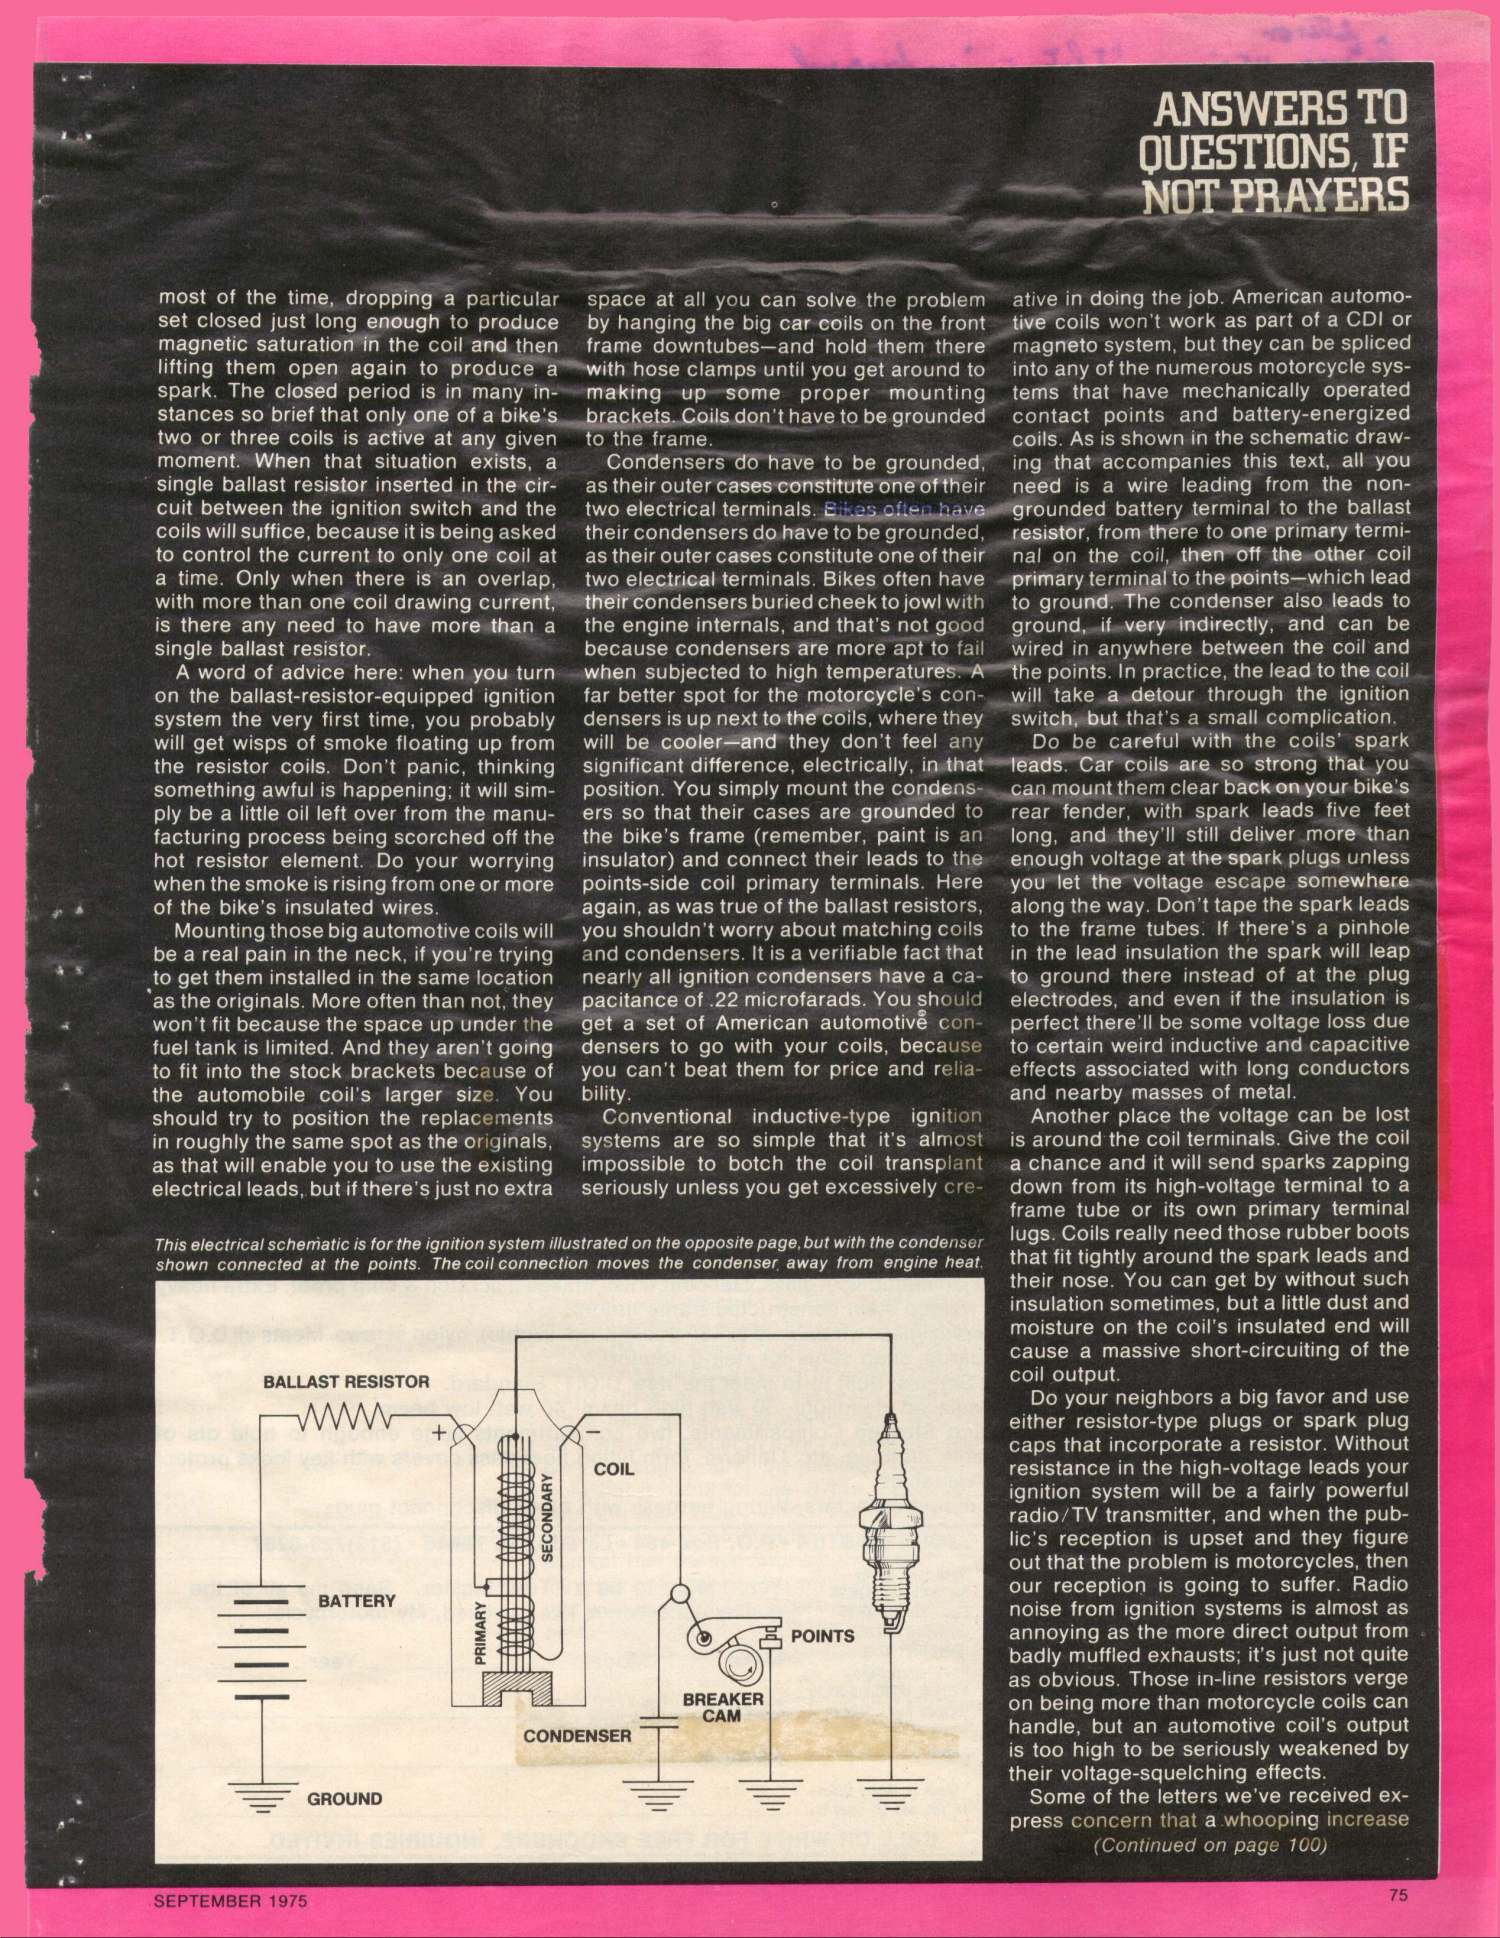 ANSWERS TO
QUESTIONS, IF
NOT PRAYERS
most of the time, dropping a particular
set closed just long enough to produce
magnetic saturation in the coil and then
lifting them open again to produce a
spark. The closed period is in many in-
stances so brief that only one of a bike's
two or three coils is active at any given
moment. When that situation exists, a
single ballast resistor inserted in the cir-
cuit between the ignition switch and the
coils will suffice, because it is being asked
to control the current to only one coil at
a time. Only when there is an overlap,
with more than one coil drawing current,
is there any need to have more than a
single ballast resistor.
A word of advice here: when you turn
on the ballast-resistor-equipped ignition
system the very first time, you probably
will get wisps of smoke floating up from
the resistor coils. Don't panic, thinking
something awful is happening; it will sim-
ply be a little oil left over from the manu-
facturing process being scorched off the
hot resistor element. Do your worrying
when the smoke is rising from one or more
of the bike's insulated wires.
Mounting those big automotive coils will
be a real pain in the neck, if you're trying
to get them installed in the same location
as the originals. More often than not, they
won't fit because the space up under the
fuel tank is limited. And they aren't going
to fit into the stock brackets because of
the automobile coil's larger size. You
should try to position the replacements
in roughly the same spot as the originals,
as that will enable you to use the existing
electrical leads, but if there's just no extra
space at all you can solve the problem
by hanging the big car coils on the front
frame downtubes—and hold them there
with hose clamps until you get around to
making up some proper mounting
brackets. Coils don't have to be grounded
to the frame.
Condensers do have to be grounded,
as their outer cases constitute one of their
two electrical terminals. Bikes often have
their condensers do have to be grounded,
as their outer cases constitute one of their
two electrical terminals. Bikes often have
their condensers buried cheek to jowl with
the engine internals, and that's not good
because condensers are more apt to fail
when subjected to high temperatures. A
far better spot for the motorcycle's con-
densers is up next to the coils, where they
will be cooler—and they don't feel any
significant difference, electrically, in that
position. You simply mount the condens-
ers so that their cases are grounded to
the bike's frame (remember, paint is an
insulator) and connect their leads to the
points-side coil primary terminals. Here
again, as was true of the ballast resistors,
you shouldn't worry about matching coils
and condensers. It is a verifiable fact that
nearly all ignition condensers have a ca-
pacitance of .22 microfarads. You should
get a set of American automotive con-
densers to go with your coils, because
you can't beat them for price and relia-
bility.
Conventional inductive-type ignition
systems are so simple that it's almost
impossible to botch the coil transplant
seriously unless you get excessively cre-
ative in doing the job. American automo-
tive coils won't work as part of a CDI or
magneto system, but they can be spliced
into any of the numerous motorcycle sys-
tems that have mechanically operated
contact points and battery-energized
coils. As is shown in the schematic draw-
ing that accompanies this text, all you
need is a wire leading from the non-
grounded battery terminal to the ballast
resistor, from there to one primary termi-
nal on the coil, then off the other coil
primary terminal to the points—which lead
to ground. The condenser also leads to
ground, if very indirectly, and can be
wired in anywhere between the coil and
the points. In practice, the lead to the coil
will take a detour through the ignition
switch, but that's a small complication.
Do be careful with the coils' spark
leads. Car coils are so strong that you
can mount them clear back on your bike's
rear fender, with spark leads five feet
long, and they'll still deliver more than
enough voltage at the spark plugs unless
you let the voltage escape somewhere
along the way. Don't tape the spark leads
to the frame tubes. If there's a pinhole
in the lead insulation the spark will leap
to ground there instead of at the plug
electrodes, and even if the insulation is
perfect there'll be some voltage loss due
to certain weird inductive and capacitive
effects associated with long conductors
and nearby masses of metal.
Another place the voltage can be lost
is around the coil terminals. Give the coil
a chance and it will send sparks zapping
down from its high-voltage terminal to a
frame tube or its own primary terminal
lugs. Coils really need those rubber boots
that fit tightly around the spark leads and
their nose. You can get by without such
insulation sometimes, but a little dust and
moisture on the coil's insulated end will
cause a massive short-circuiting of the
coil output.
Do your neighbors a big favor and use
either resistor-type plugs or spark plug
caps that incorporate a resistor. Without
resistance in the high-voltage leads your
ignition system will be a fairly powerful
radio/TV transmitter, and when the pub-
lic's reception is upset and they figure
out that the problem is motorcycles, then
our reception is going to suffer. Radio
noise from ignition systems is almost as
annoying as the more direct output from
badly muffled exhausts; it's just not quite
as obvious. Those in-line resistors verge
on being more than motorcycle coils can
handle, but an automotive coil's output
is too high to be seriously weakened by
their voltage-squelching effects.
Some of the letters we've received ex-
press concern that a whooping increase
(Continued on page 100)
This electrical schematic is for the ignition system illustrated on the opposite page, but with the condenser
shown connected at the points. The coil connection moves the condenser away from engine heat.
BALLAST RESISTOR
+
−
COIL
SECONDARY
BATTERY
PRIMARY
POINTS
BREAKER
CAM
CONDENSER
GROUND
SEPTEMBER 1975
75